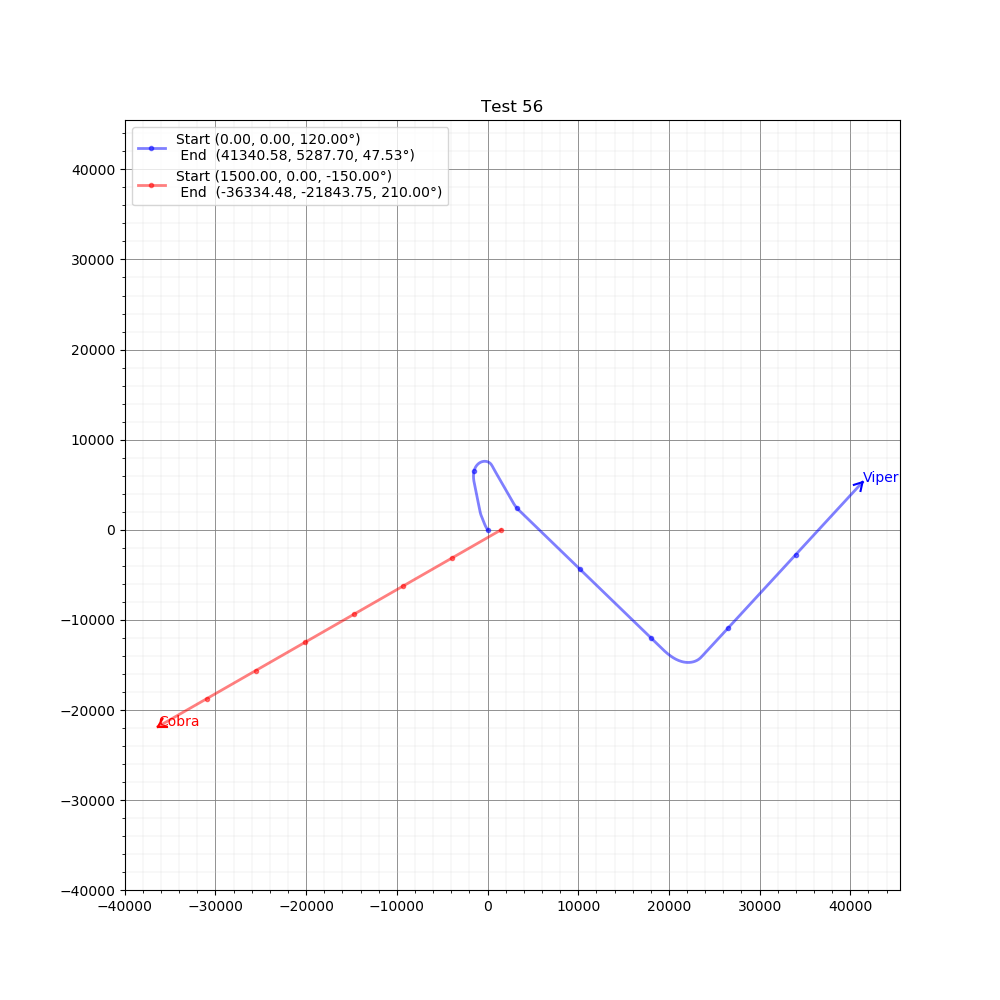 Test 56
Start (0.00, 0.00, 120.00°)
End (41340.58, 5287.70, 47.53°)
Start (1500.00, 0.00, -150.00°)
End (-36334.48, -21843.75, 210.00°)
40000
30000
20000
10000
0
−10000
−20000
−30000
−40000
Viper
Cobra
−40000 −30000 −20000 −10000 0 10000 20000 30000 40000